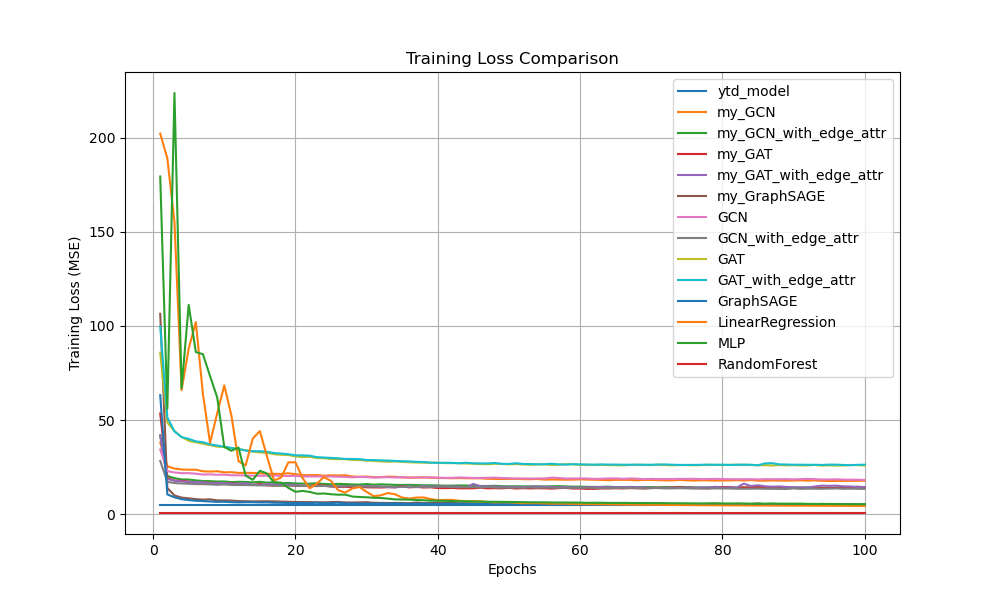 Training Loss Comparison
Training Loss (MSE)
200
150
100
50
0
0 20 40 60 80 100
Epochs
ytd_model
my_GCN
my_GCN_with_edge_attr
my_GAT
my_GAT_with_edge_attr
my_GraphSAGE
GCN
GCN_with_edge_attr
GAT
GAT_with_edge_attr
GraphSAGE
LinearRegression
MLP
RandomForest